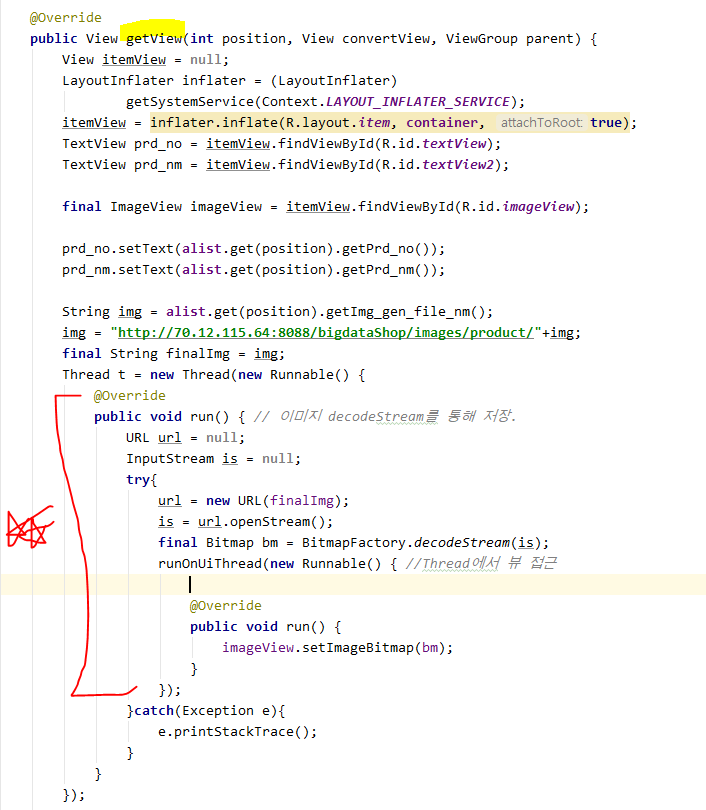 @Override
public View getView(int position, View convertView, ViewGroup parent) {
View itemView = null;
LayoutInflater inflater = (LayoutInflater)
getSystemService(Context.LAYOUT_INFLATER_SERVICE);
itemView = inflater.inflate(R.layout.item, container, attachToRoot: true);
TextView prd_no = itemView.findViewById(R.id.textView);
TextView prd_nm = itemView.findViewById(R.id.textView2);
final ImageView imageView = itemView.findViewById(R.id.imageView);
prd_no.setText(alist.get(position).getPrd_no());
prd_nm.setText(alist.get(position).getPrd_nm());
String img = alist.get(position).getImg_gen_file_nm();
img = "http://70.12.115.64:8088/bigdataShop/images/product/"+img;
final String finalImg = img;
Thread t = new Thread(new Runnable() {
@Override
public void run() { // 이미지 decodeStream를 통해 저장.
URL url = null;
InputStream is = null;
try{
url = new URL(finalImg);
is = url.openStream();
final Bitmap bm = BitmapFactory.decodeStream(is);
runOnUiThread(new Runnable() { //Thread에서 뷰 접근
@Override
public void run() {
imageView.setImageBitmap(bm);
}
});
}catch(Exception e){
e.printStackTrace();
}
}
});